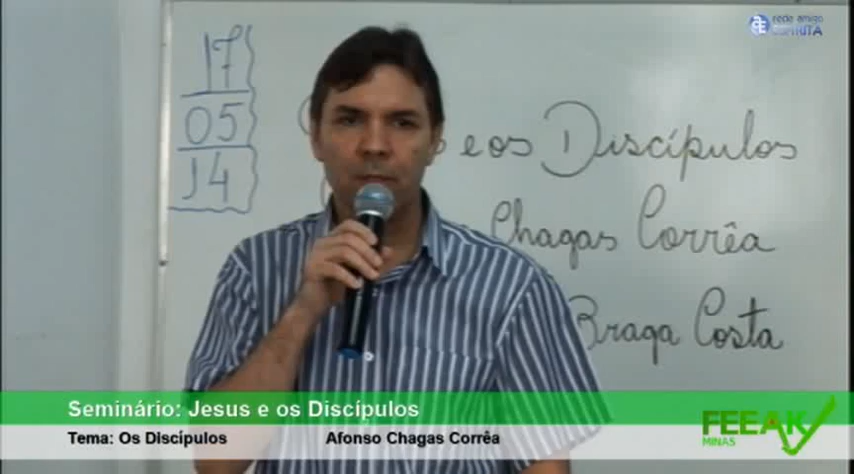 rede amigo
ESPÍRITA
17
05
14
e os Discípulos
Chagas Corrêa
Braga Costa
Seminário: Jesus e os Discípulos
Tema: Os Discípulos
Afonso Chagas Corrêa
FEEAK
MINAS